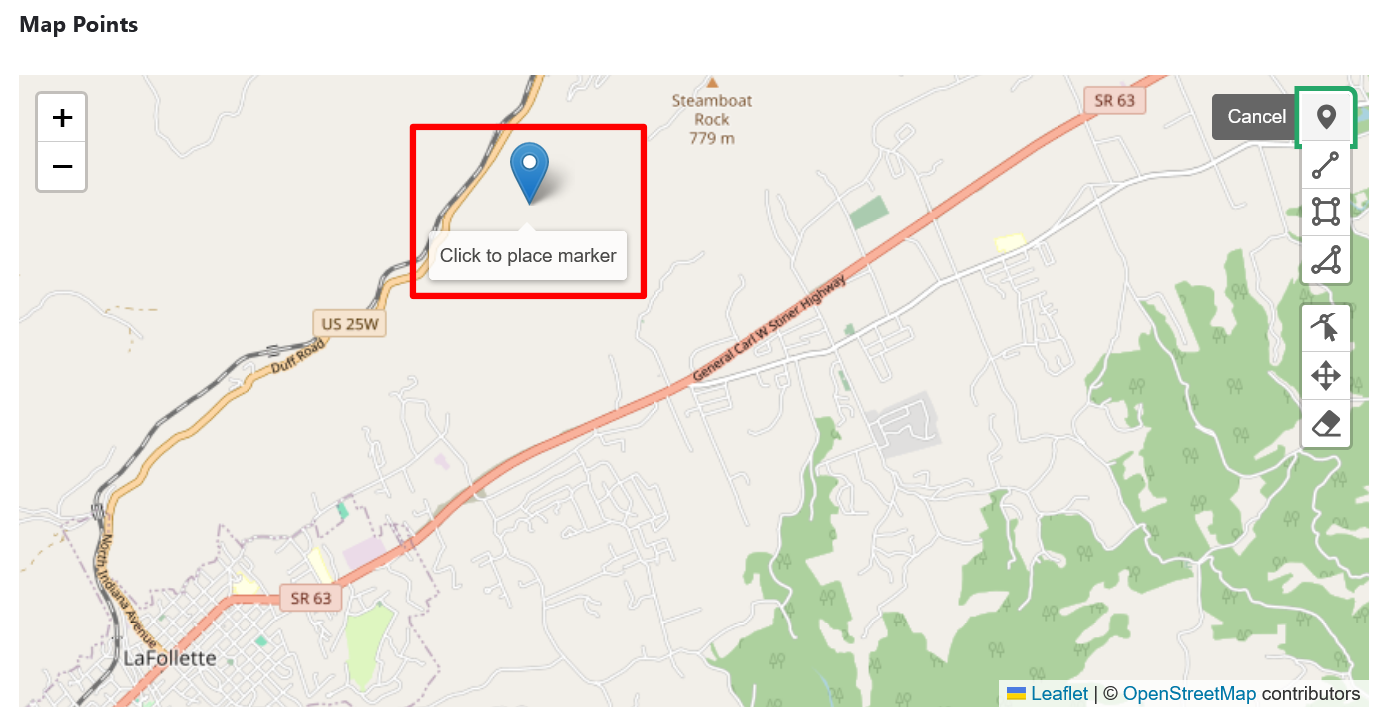 Map Points
+
−
Steamboat
Rock
779 m
SR 63
Cancel
Click to place marker
US 25W
Duff Road
General Carl W Stiner Highway
North Indiana Avenue
SR 63
LaFollette
Leaflet | © OpenStreetMap contributors